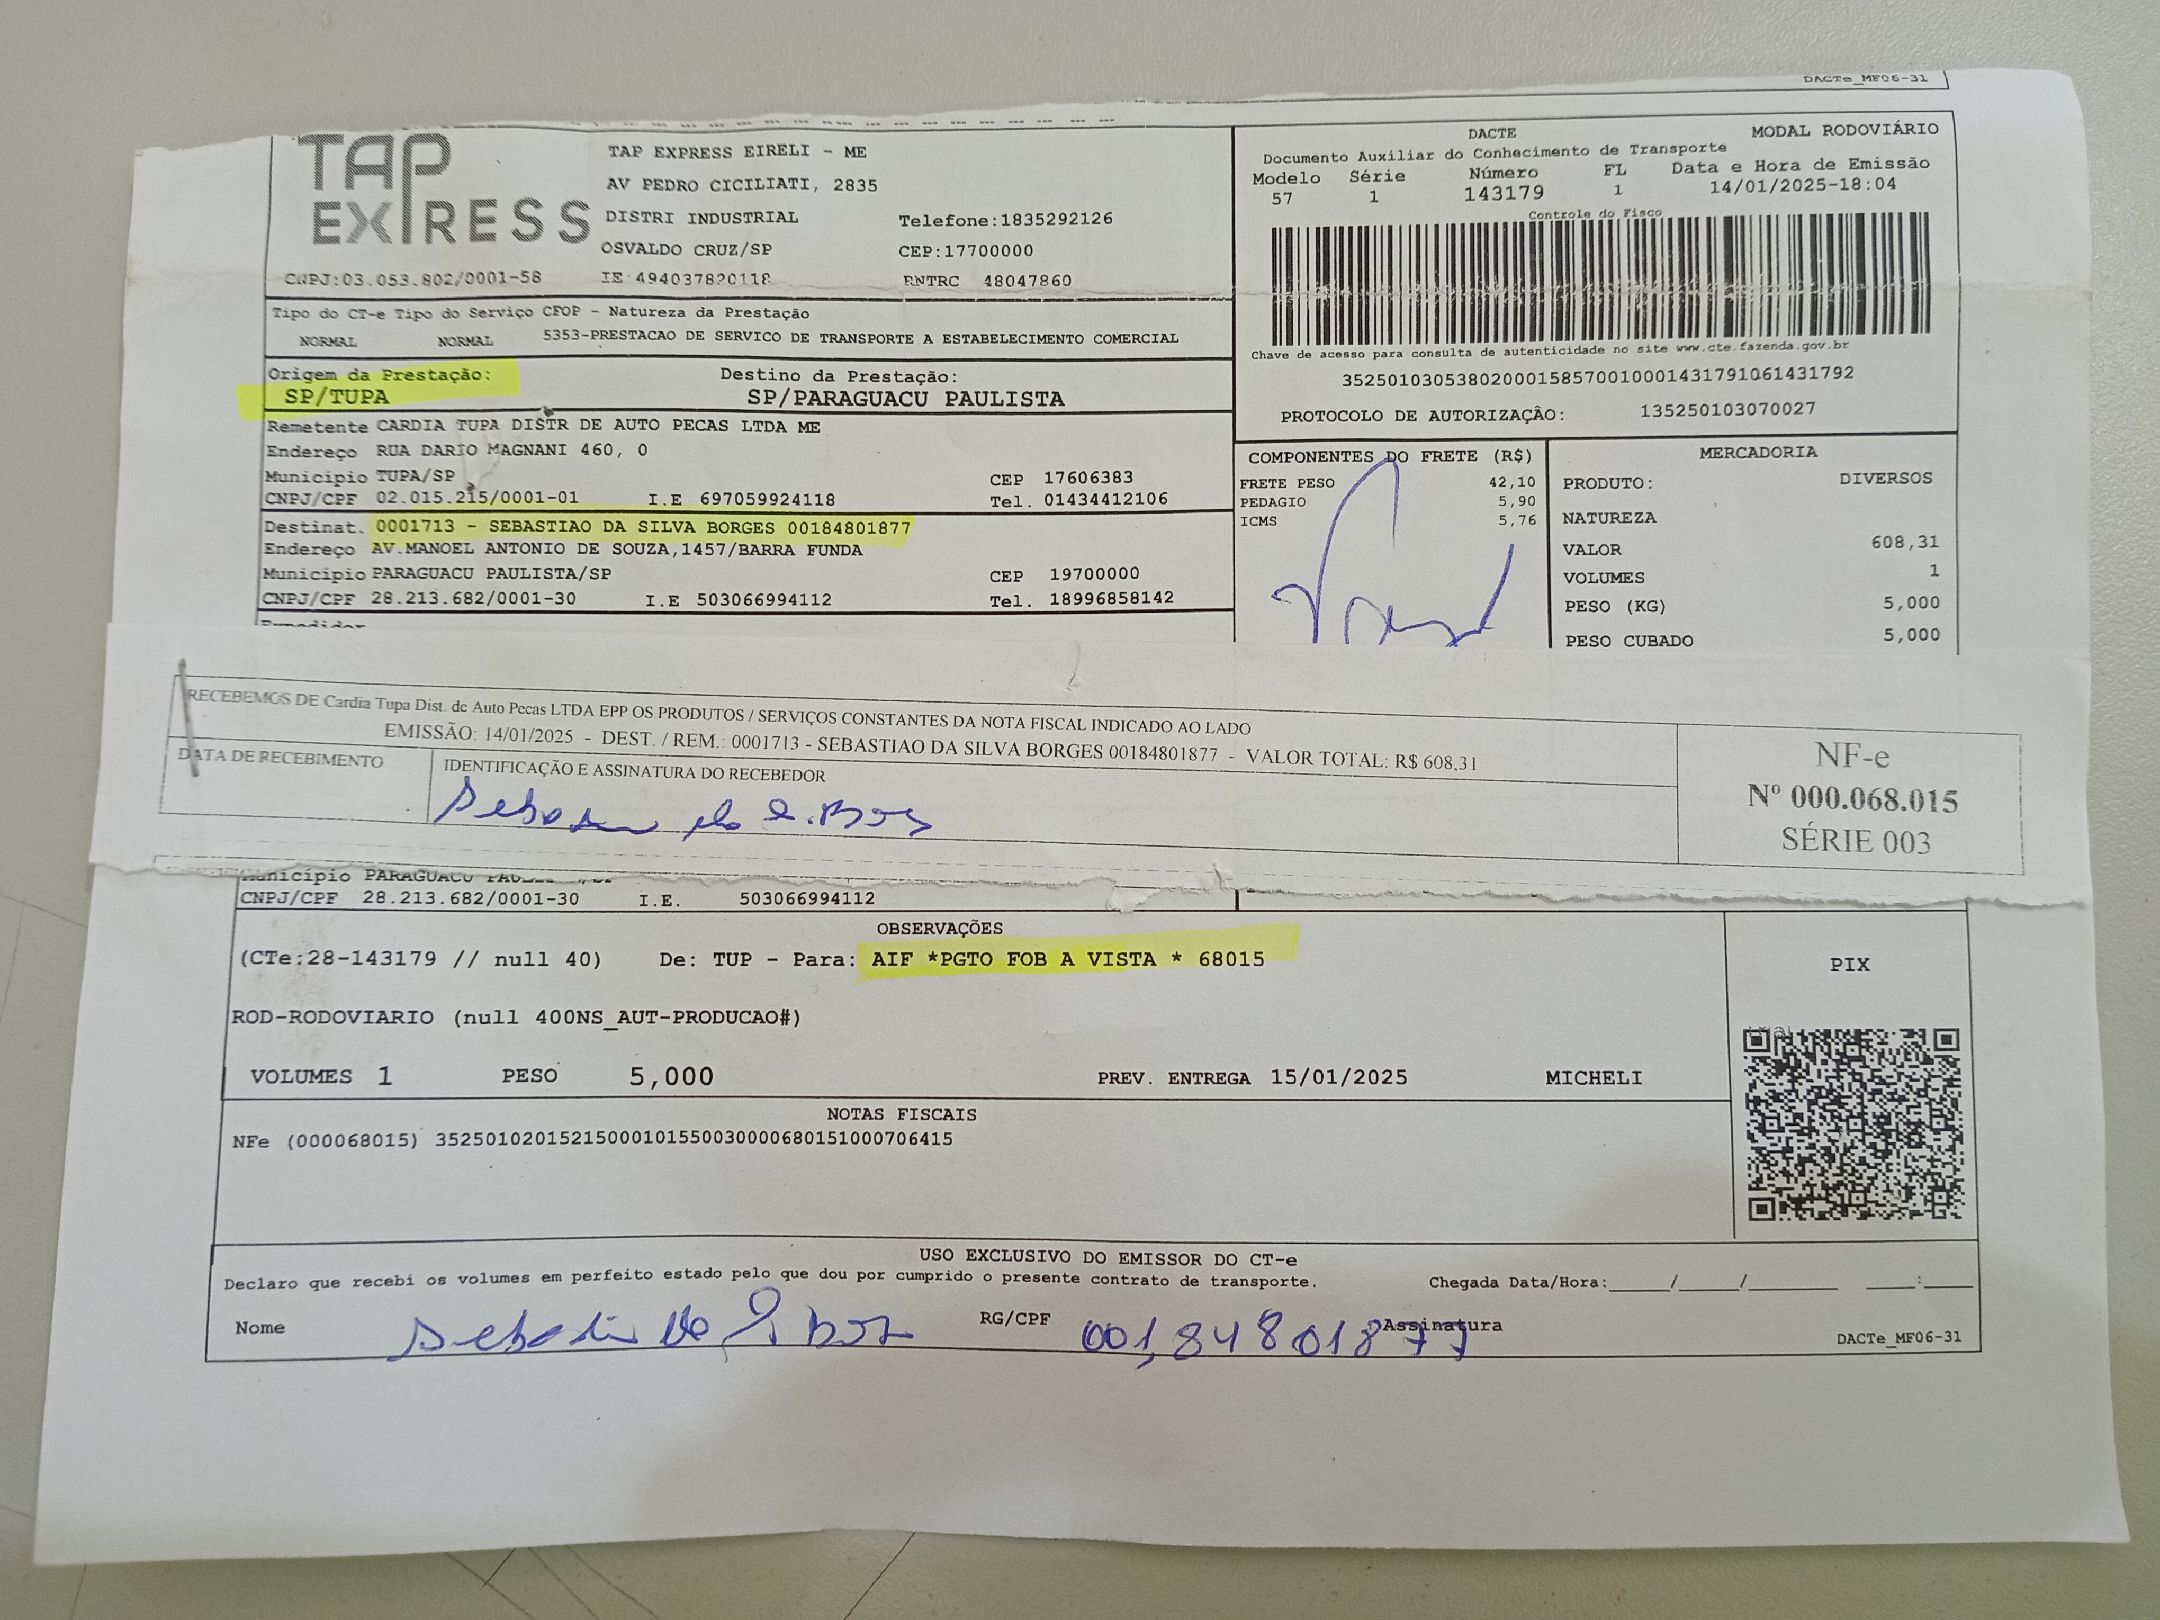 DACTe_MF06-31
TAP EXPRESS
TAP EXPRESS EIRELI - ME
AV PEDRO CICILIATI, 2835
DISTRI INDUSTRIAL Telefone:1835292126
OSVALDO CRUZ/SP CEP:17700000
CNPJ:03.053.802/0001-58 IE 494037820118 RNTRC 48047860
DACTE MODAL RODOVIÁRIO
Documento Auxiliar do Conhecimento de Transporte
Modelo Série Número FL Data e Hora de Emissão
57 1 143179 1 14/01/2025-18:04
Controle do Fisco
Chave de acesso para consulta de autenticidade no site www.cte.fazenda.gov.br
35250103053802000158570010001431791061431792
PROTOCOLO DE AUTORIZAÇÃO: 135250103070027
Tipo do CT-e Tipo do Serviço CFOP - Natureza da Prestação
NORMAL NORMAL 5353-PRESTACAO DE SERVICO DE TRANSPORTE A ESTABELECIMENTO COMERCIAL
Origem da Prestação: Destino da Prestação:
SP/TUPA SP/PARAGUACU PAULISTA
Remetente CARDIA TUPA DISTR DE AUTO PECAS LTDA ME
Endereço RUA DARIO MAGNANI 460, 0
Município TUPA/SP CEP 17606383
CNPJ/CPF 02.015.215/0001-01 I.E 697059924118 Tel. 01434412106
Destinat. 0001713 - SEBASTIAO DA SILVA BORGES 00184801877
Endereço AV.MANOEL ANTONIO DE SOUZA,1457/BARRA FUNDA
Município PARAGUACU PAULISTA/SP CEP 19700000
CNPJ/CPF 28.213.682/0001-30 I.E 503066994112 Tel. 18996858142
Expedidor
COMPONENTES DO FRETE (R$)
FRETE PESO 42,10
PEDAGIO 5,90
ICMS 5,76
MERCADORIA
PRODUTO: DIVERSOS
NATUREZA
VALOR 608,31
VOLUMES 1
PESO (KG) 5,000
PESO CUBADO 5,000
RECEBEMOS DE Cardia Tupa Dist. de Auto Pecas LTDA EPP OS PRODUTOS / SERVIÇOS CONSTANTES DA NOTA FISCAL INDICADO AO LADO
EMISSÃO: 14/01/2025 - DEST. / REM.: 0001713 - SEBASTIAO DA SILVA BORGES 00184801877 - VALOR TOTAL: R$ 608,31
DATA DE RECEBIMENTO IDENTIFICAÇÃO E ASSINATURA DO RECEBEDOR
NF-e
Nº 000.068.015
SÉRIE 003
Município PARAGUACU
CNPJ/CPF 28.213.682/0001-30 I.E. 503066994112
OBSERVAÇÕES
(CTe:28-143179 // null 40) De: TUP - Para: AIF *PGTO FOB A VISTA * 68015
ROD-RODOVIARIO (null 400NS_AUT-PRODUCAO#)
VOLUMES 1 PESO 5,000 PREV. ENTREGA 15/01/2025 MICHELI
PIX
NOTAS FISCAIS
NFe (000068015) 35250102015215000101550030000680151000706415
USO EXCLUSIVO DO EMISSOR DO CT-e
Declaro que recebi os volumes em perfeito estado pelo que dou por cumprido o presente contrato de transporte. Chegada Data/Hora:_____/_____/_______ ____:____
Nome RG/CPF 001,84801877 Assinatura
DACTe_MF06-31